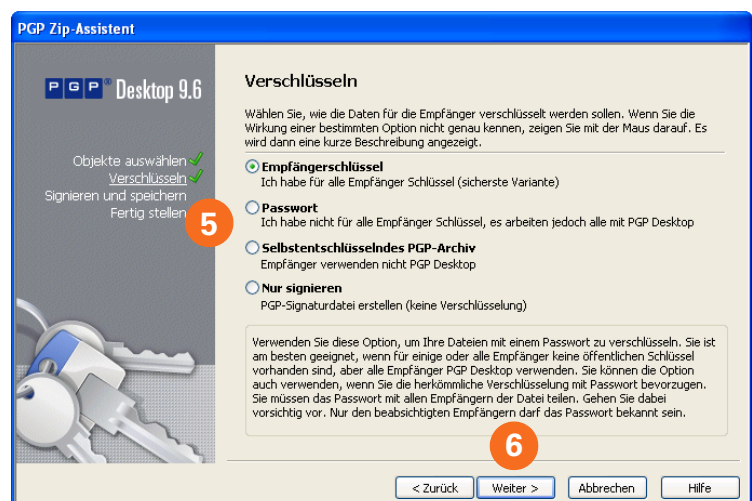 PGP Zip-Assistent
PGP® Desktop 9.6
Objekte auswählen
Verschlüsseln
Signieren und speichern
Fertig stellen
5
Verschlüsseln
Wählen Sie, wie die Daten für die Empfänger verschlüsselt werden sollen. Wenn Sie die
Wirkung einer bestimmten Option nicht genau kennen, zeigen Sie mit der Maus darauf. Es
wird dann eine kurze Beschreibung angezeigt.
Empfängerschlüssel
Ich habe für alle Empfänger Schlüssel (sicherste Variante)
Passwort
Ich habe nicht für alle Empfänger Schlüssel, es arbeiten jedoch alle mit PGP Desktop
Selbstentschlüsselndes PGP-Archiv
Empfänger verwenden nicht PGP Desktop
Nur signieren
PGP-Signaturdatei erstellen (keine Verschlüsselung)
Verwenden Sie diese Option, um Ihre Dateien mit einem Passwort zu verschlüsseln. Sie ist
am besten geeignet, wenn für einige oder alle Empfänger keine öffentlichen Schlüssel
vorhanden sind, aber alle Empfänger PGP Desktop verwenden. Sie können die Option
auch verwenden, wenn Sie die herkömmliche Verschlüsselung mit Passwort bevorzugen.
Sie müssen das Passwort mit allen Empfängern der Datei teilen. Gehen Sie dabei
vorsichtig vor. Nur den beabsichtigten Empfängern darf das Passwort bekannt sein.
6
< Zurück
Weiter >
Abbrechen
Hilfe